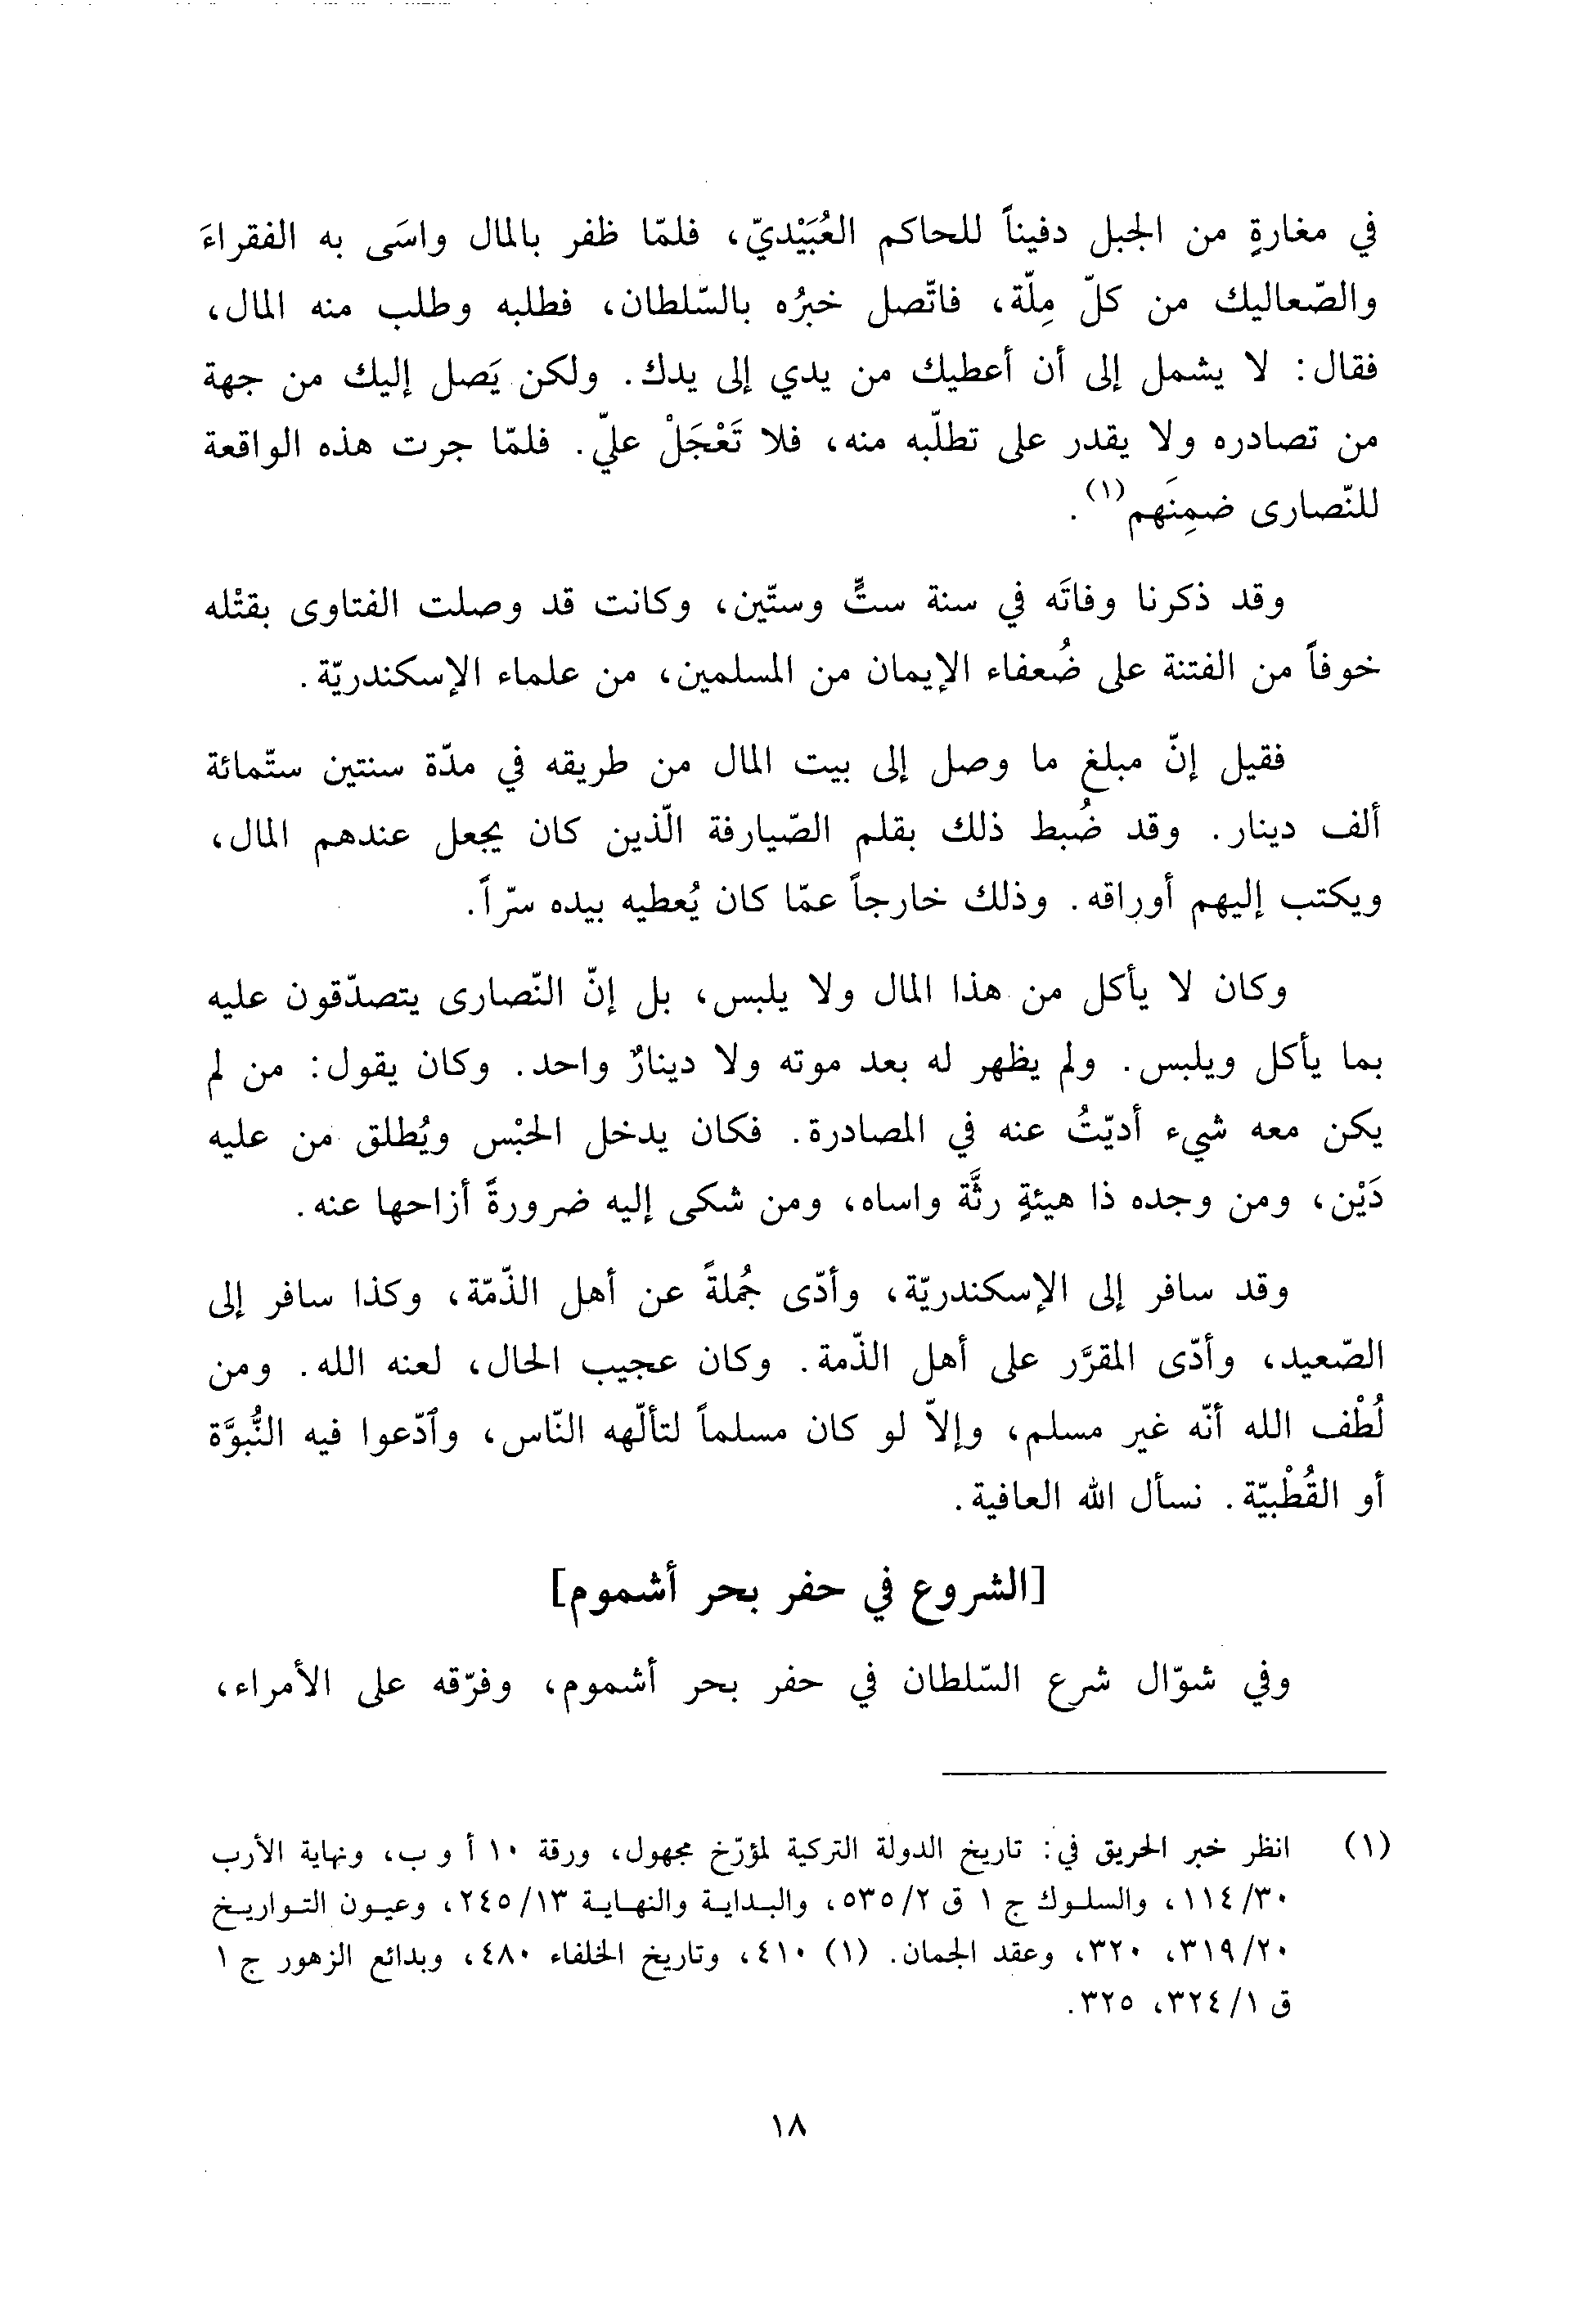 في مغارةٍ من الجبل دفيناً للحاكم العُبَيْديّ، فلمّا ظفر بالمال واسَى به الفقراءَ
والصّعاليك من كلّ مِلّة، فاتّصل خبرُه بالسّلطان، فطلبه وطلب منه المال،
فقال: لا يشمل إلى أن أعطيك من يدي إلى يدك. ولكن يَصل إليك من جهة
من تصادره ولا يقدر على تطلّبه منه، فلا تَعْجَلْ عليّ. فلمّا جرت هذه الواقعة
للنّصارى ضمِنَهم(١).
وقد ذكرنا وفاتَه في سنة ستٍّ وستّين، وكانت قد وصلت الفتاوى بقتْله
خوفاً من الفتنة على ضُعفاء الإيمان من المسلمين، من علماء الإسكندريّة.
فقيل إنّ مبلغ ما وصل إلى بيت المال من طريقه في مدّة سنتين ستّمائة
ألف دينار. وقد ضُبط ذلك بقلم الصّيارفة الّذين كان يجعل عندهم المال،
ويكتب إليهم أوراقه. وذلك خارجاً عمّا كان يُعطيه بيده سرّاً.
وكان لا يأكل من هذا المال ولا يلبس، بل إنّ النّصارى يتصدّقون عليه
بما يأكل ويلبس. ولم يظهر له بعد موته ولا دينارٌ واحد. وكان يقول: من لم
يكن معه شيء أديّتُ عنه في المصادرة. فكان يدخل الحبْس ويُطلق من عليه
دَيْن، ومن وجده ذا هيئةٍ رثَّة واساه، ومن شكى إليه ضرورةً أزاحها عنه.
وقد سافر إلى الإسكندريّة، وأدّى جُملةً عن أهل الذّمّة، وكذا سافر إلى
الصّعيد، وأدّى المقرَّر على أهل الذّمة. وكان عجيب الحال، لعنه الله. ومن
لُطْف الله أنّه غير مسلم، وإلاّ لو كان مسلماً لتألّهه النّاس، وٱدّعوا فيه النُّبوَّة
أو القُطْبيّة. نسأل الله العافية.
[الشروع في حفر بحر أشموم]
وفي شوّال شرع السّلطان في حفر بحر أشموم، وفرّقه على الأمراء،
(١) انظر خبر الحريق في: تاريخ الدولة التركية لمؤرّخ مجهول، ورقة ١٠ أ و ب، ونهاية الأرب
٣٠/ ١١٤، والسلوك ج ١ ق ٢/ ٥٣٥، والبداية والنهاية ١٣/ ٢٤٥، وعيون التواريخ
٢٠/ ٣١٩، ٣٢٠، وعقد الجمان. (١) ٤١٠، وتاريخ الخلفاء ٤٨٠، وبدائع الزهور ج ١
ق ١/ ٣٢٤، ٣٢٥.
١٨